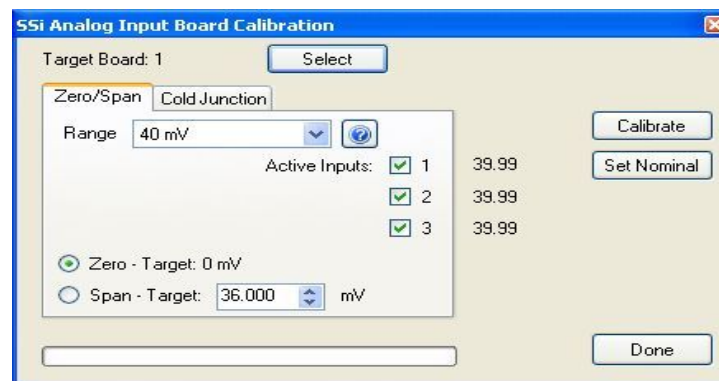 SSi Analog Input Board Calibration
Target Board: 1 Select
Zero/Span Cold Junction
Range 40 mV
Calibrate
Active Inputs: 1 39.99
Set Nominal
2 39.99
3 39.99
Zero - Target: 0 mV
Span - Target: 36.000 mV
Done